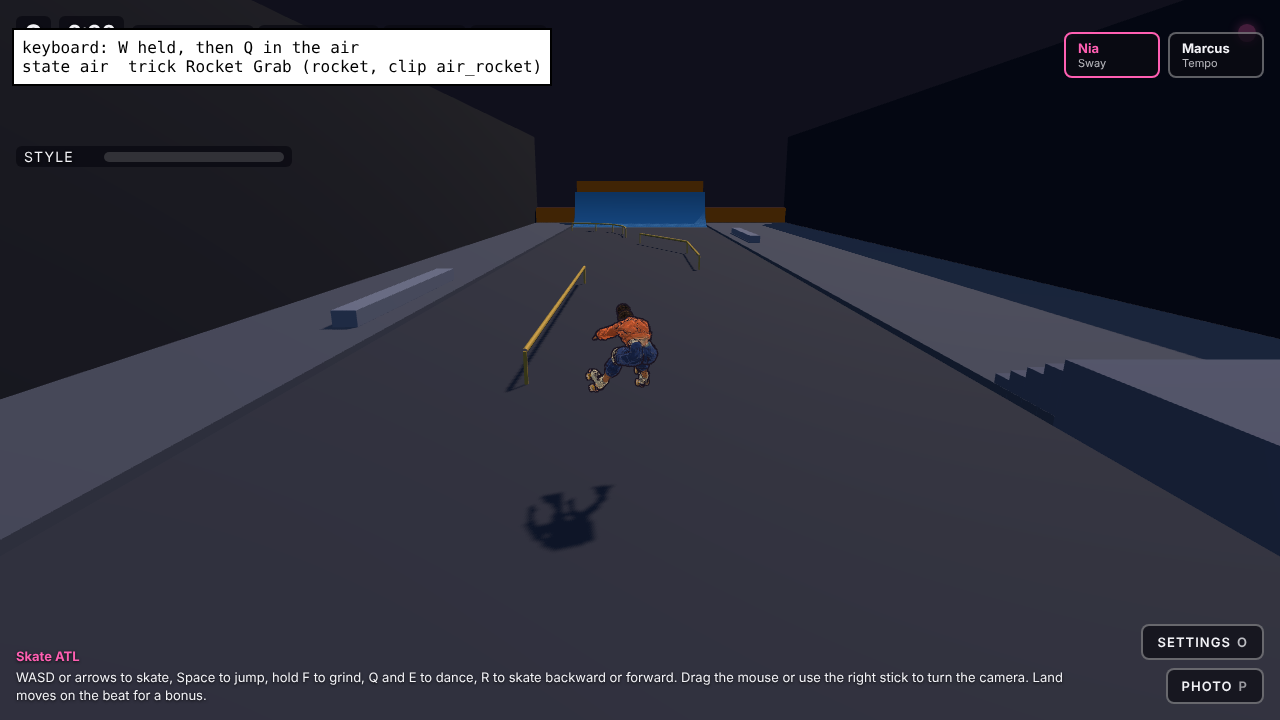 keyboard: W held, then Q in the air
state air  trick Rocket Grab (rocket, clip air_rocket)
Nia
Sway
Marcus
Tempo
STYLE
Skate ATL
WASD or arrows to skate, Space to jump, hold F to grind, Q and E to dance, R to skate backward or forward. Drag the mouse or use the right stick to turn the camera. Land
moves on the beat for a bonus.
SETTINGS O
PHOTO P